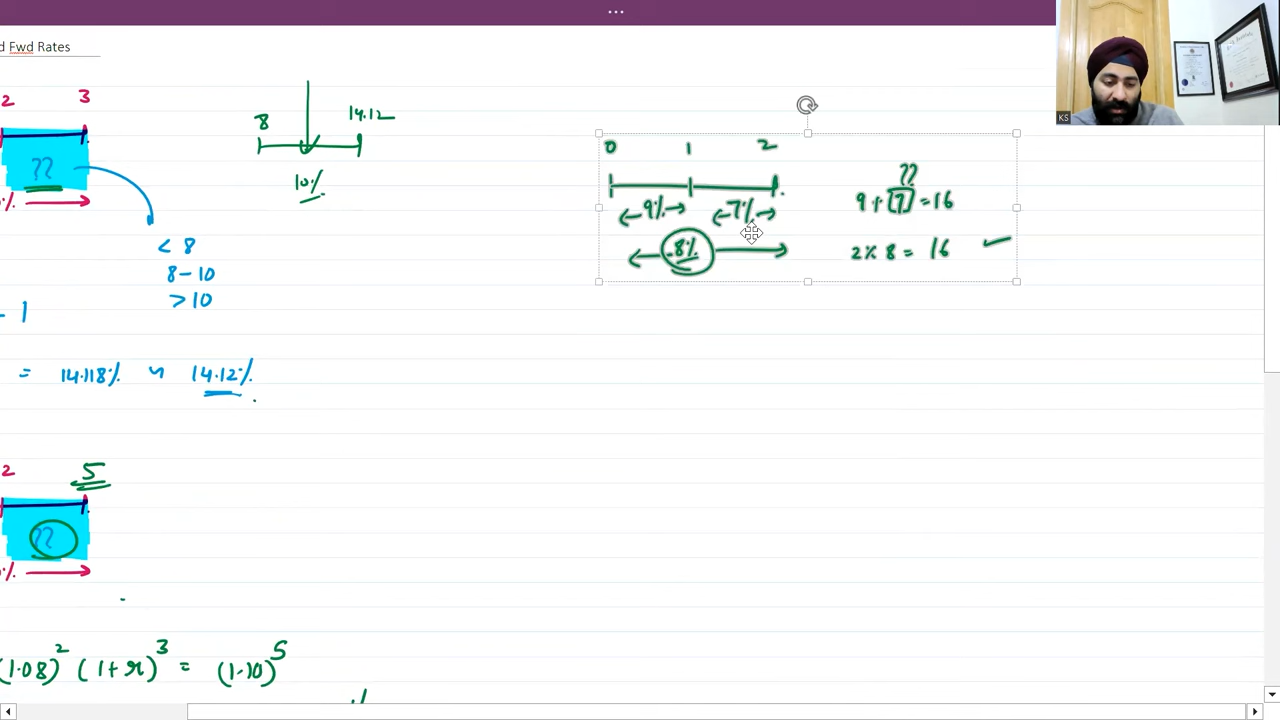 d Fwd Rates
2 3
??
%
8 14.12
10%
< 8
8 - 10
> 10
- 1
= 14.118% ~ 14.12%
0 1 2
9% 7%
8%
??
9 + [7] = 16
2 x 8 = 16
KS
2 5
??
%
(1.08)^2 (1+r)^3 = (1.10)^5